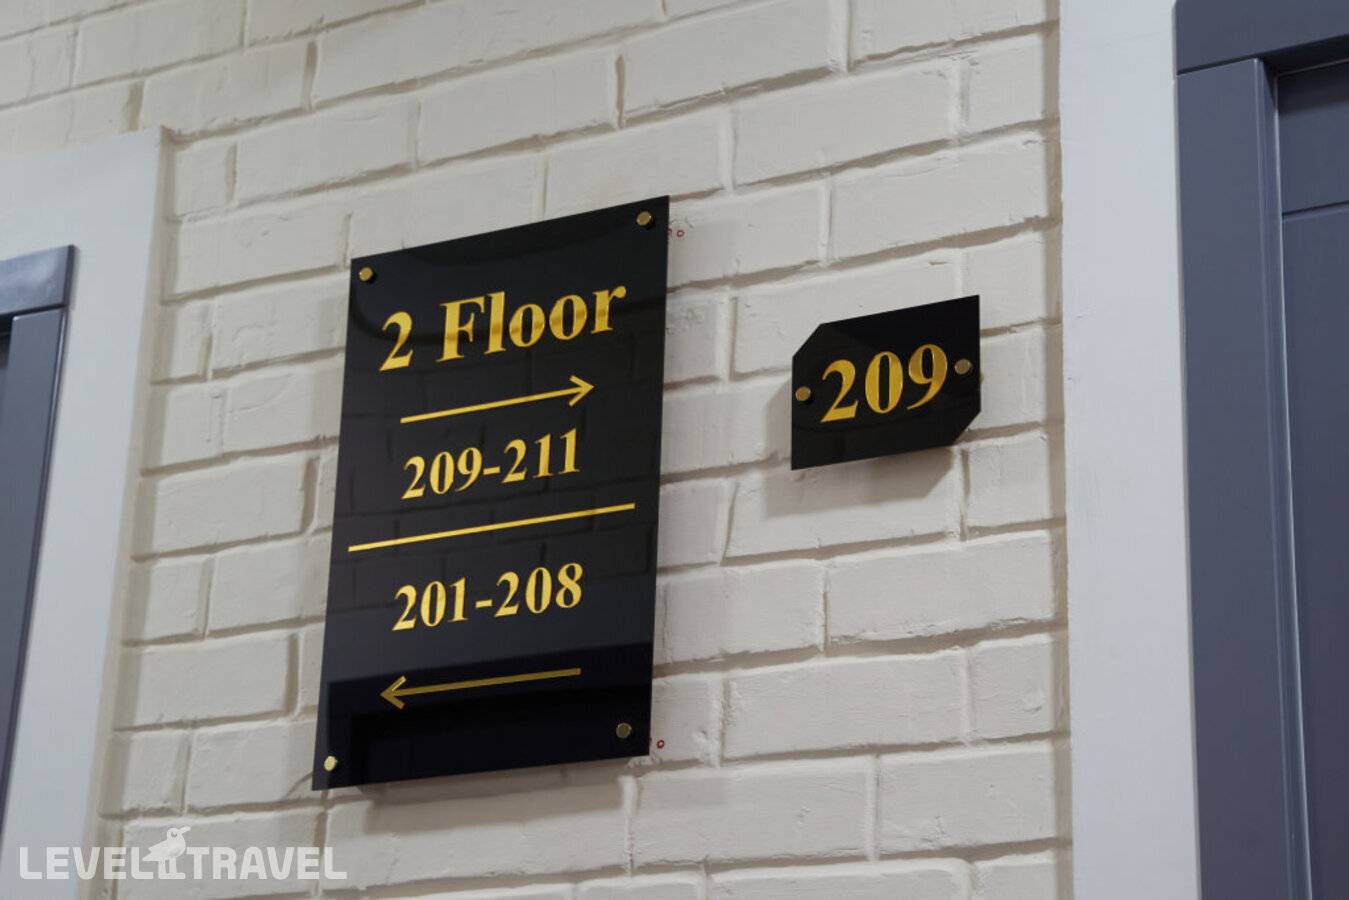 2 Floor
209-211
201-208
209
LEVEL TRAVEL